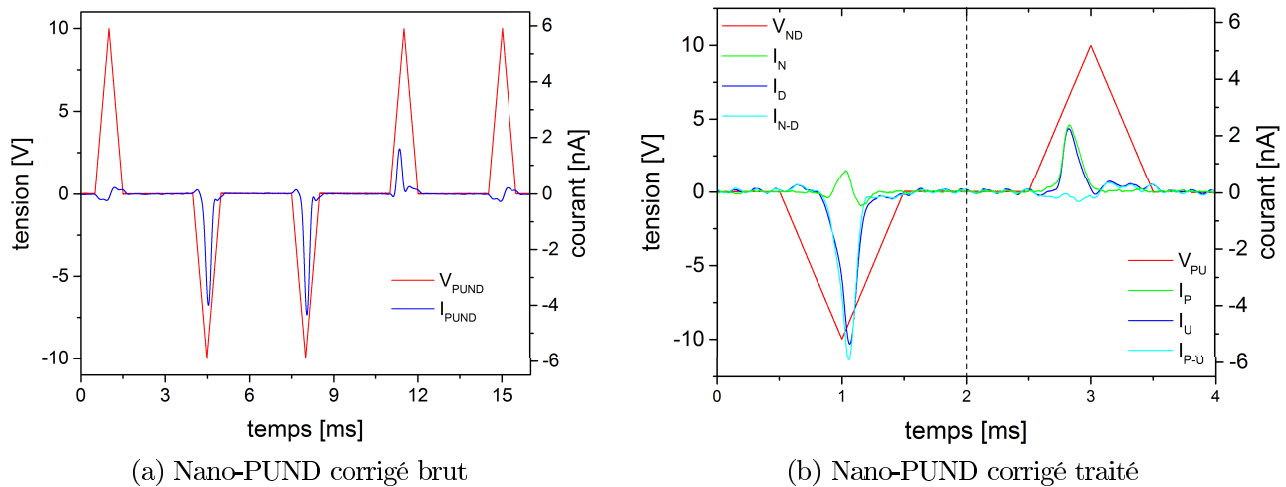 10
5
0
-5
-10
tension [V]
6
4
2
0
-2
-4
-6
courant [nA]
V_PUND
I_PUND
0
3
6
9
12
15
temps [ms]
(a) Nano-PUND corrigé brut
V_ND
I_N
I_D
I_N-D
10
5
0
-5
-10
tension [V]
6
4
2
0
-2
-4
-6
courant [nA]
V_PU
I_P
I_U
I_P-U
0
1
2
3
4
temps [ms]
(b) Nano-PUND corrigé traité